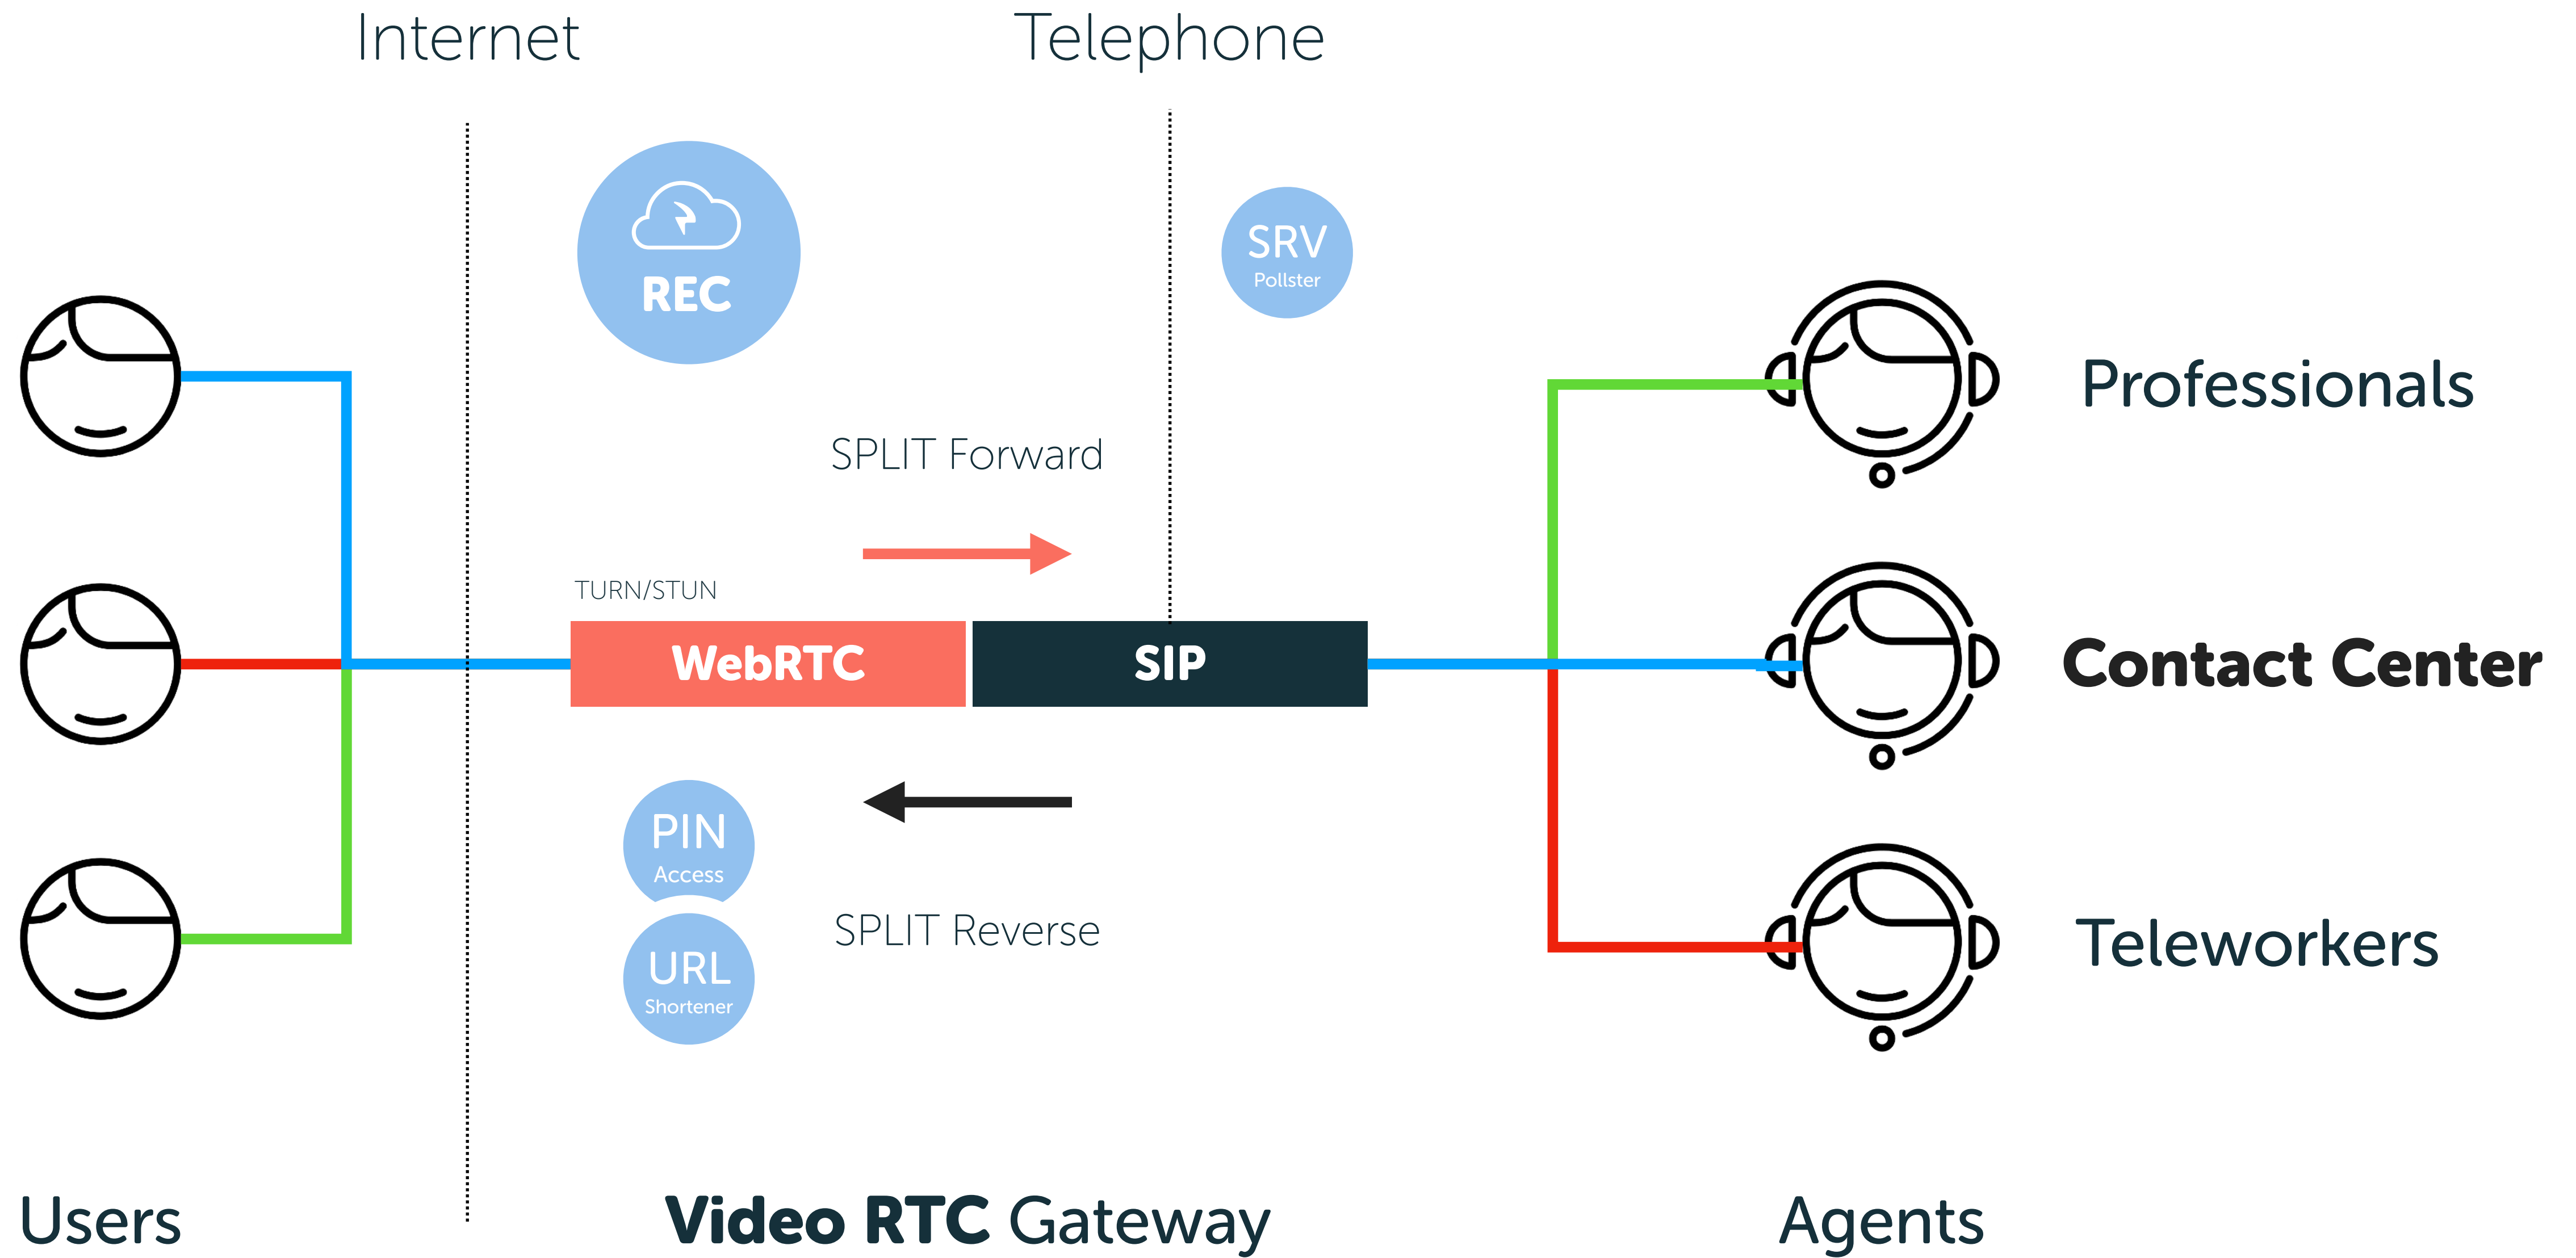 Internet
Telephone
REC
SRV
Pollster
Professionals
SPLIT Forward
TURN/STUN
WebRTC
SIP
Contact Center
PIN
Access
SPLIT Reverse
URL
Shortener
Teleworkers
Users
Video RTC Gateway
Agents